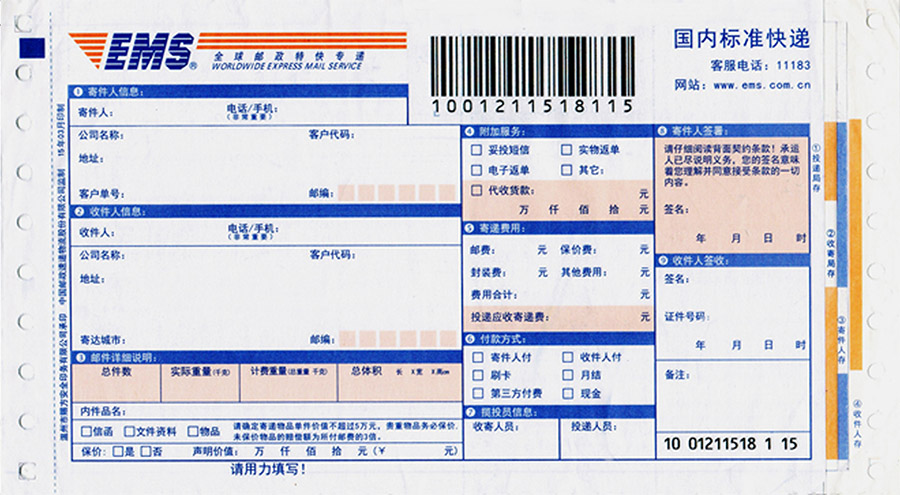 EMS® 全球邮政特快专递
WORLDWIDE EXPRESS MAIL SERVICE
1001211518115
国内标准快递
客服电话：11183
网站：www.ems.com.cn
❶ 寄件人信息：
寄件人： 电话/手机：
（非常重要）
公司名称： 客户代码：
地址：
客户单号： 邮编：
❷ 收件人信息：
收件人： 电话/手机：
（非常重要）
公司名称： 客户代码：
地址：
寄达城市： 邮编：
❸ 邮件详细说明：
总件数 实际重量（千克） 计费重量（总重量 千克） 总体积 长 X宽 X高cm
内件品名：
□信函 □文件资料 □物品 请确定寄递物品单件价值不超过5万元，贵重物品务必保价，
未保价物品的赔偿额为所付邮费的3倍。
保价：□是 □否 声明价值： 万 仟 佰 拾 元（¥ 元）
请用力填写！
❹ 附加服务：
□ 妥投短信 □ 实物返单
□ 电子返单 □ 其它：
□ 代收货款： 元
万 仟 佰 拾 元
❺ 寄递费用：
邮费： 元 保价费： 元
封装费： 元 其他费用： 元
费用合计： 元
投递应收寄递费： 元
❻ 付款方式：
□ 寄件人付 □ 收件人付
□ 刷卡 □ 月结
□ 第三方付费 □ 现金
❼ 揽投员信息：
收寄人员： 投递人员：
❽ 寄件人签署：
请仔细阅读背面契约条款！承运
人已尽说明义务，您的签名意味
着您理解并同意接受条款的一切
内容。
签名：
年 月 日 时
❾ 收件人签收：
签名：
证件号码：
年 月 日 时
备注：
10 01211518 1 15
①投递局存
②收寄局存
③寄件人存
④收件人存
温州市赐方安全印务有限公司承印 中国邮政速递物流股份有限公司监制 15年03月印制